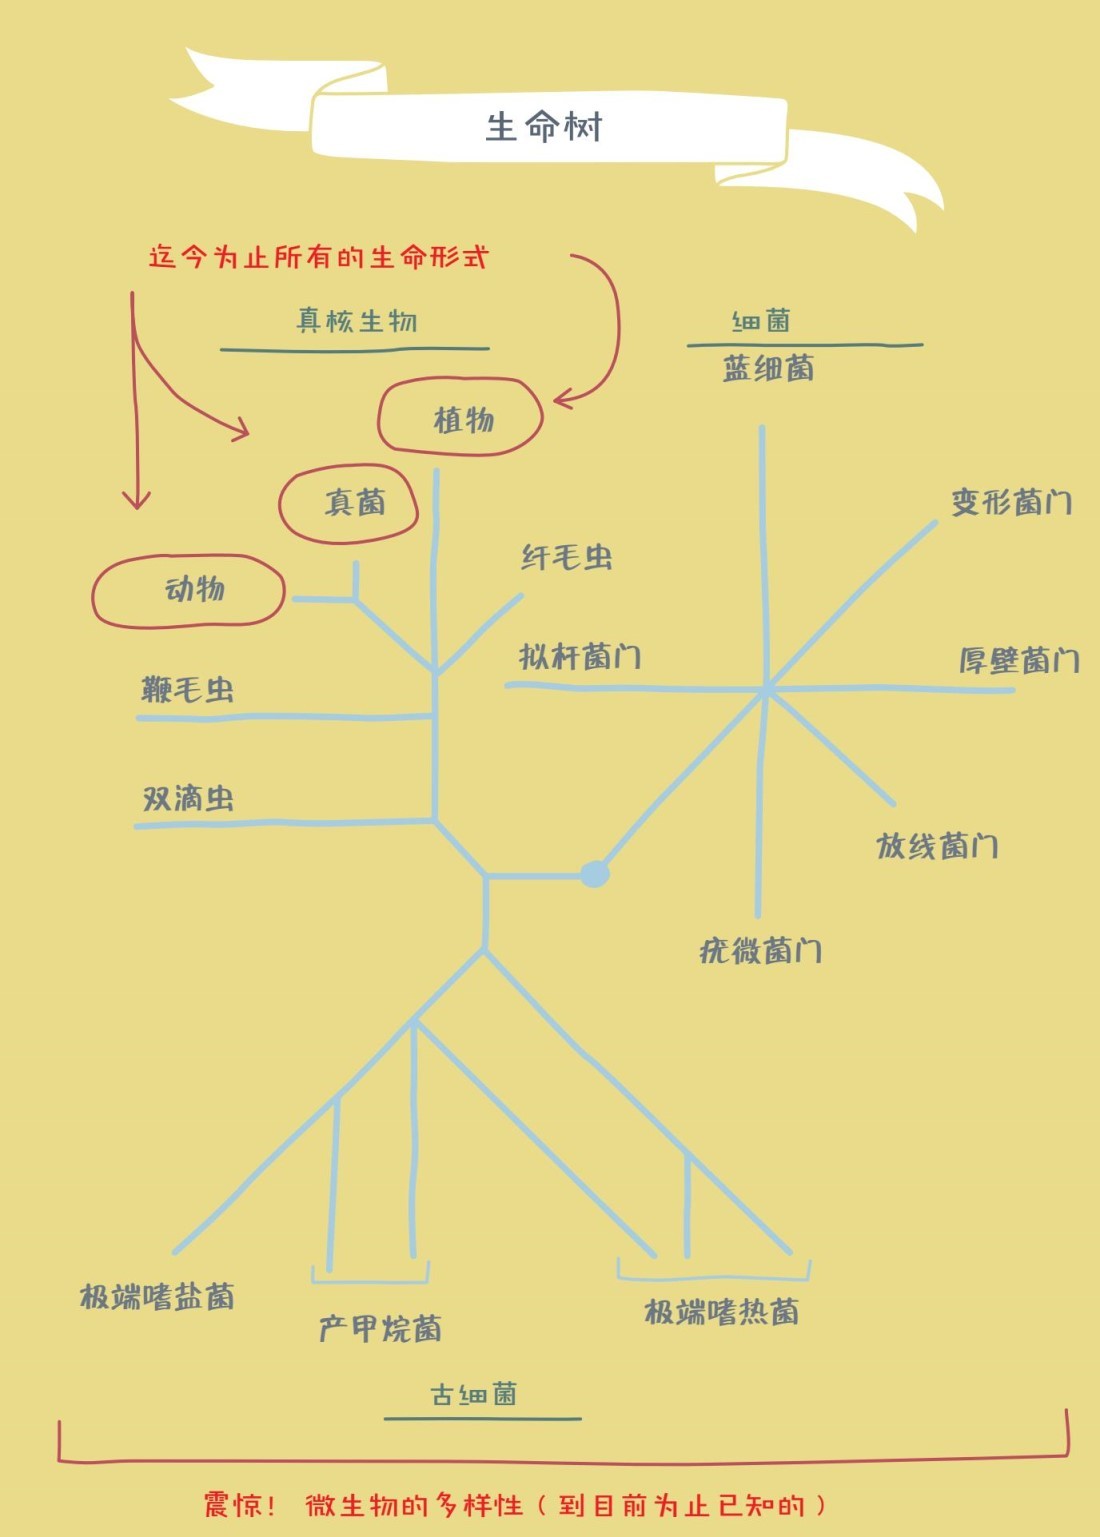 生命树
迄今为止所有的生命形式
真核生物
细菌
蓝细菌
植物
真菌
变形菌门
纤毛虫
动物
拟杆菌门
厚壁菌门
鞭毛虫
双滴虫
放线菌门
疣微菌门
极端嗜盐菌
产甲烷菌
极端嗜热菌
古细菌
震惊！ 微生物的多样性（到目前为止已知的）